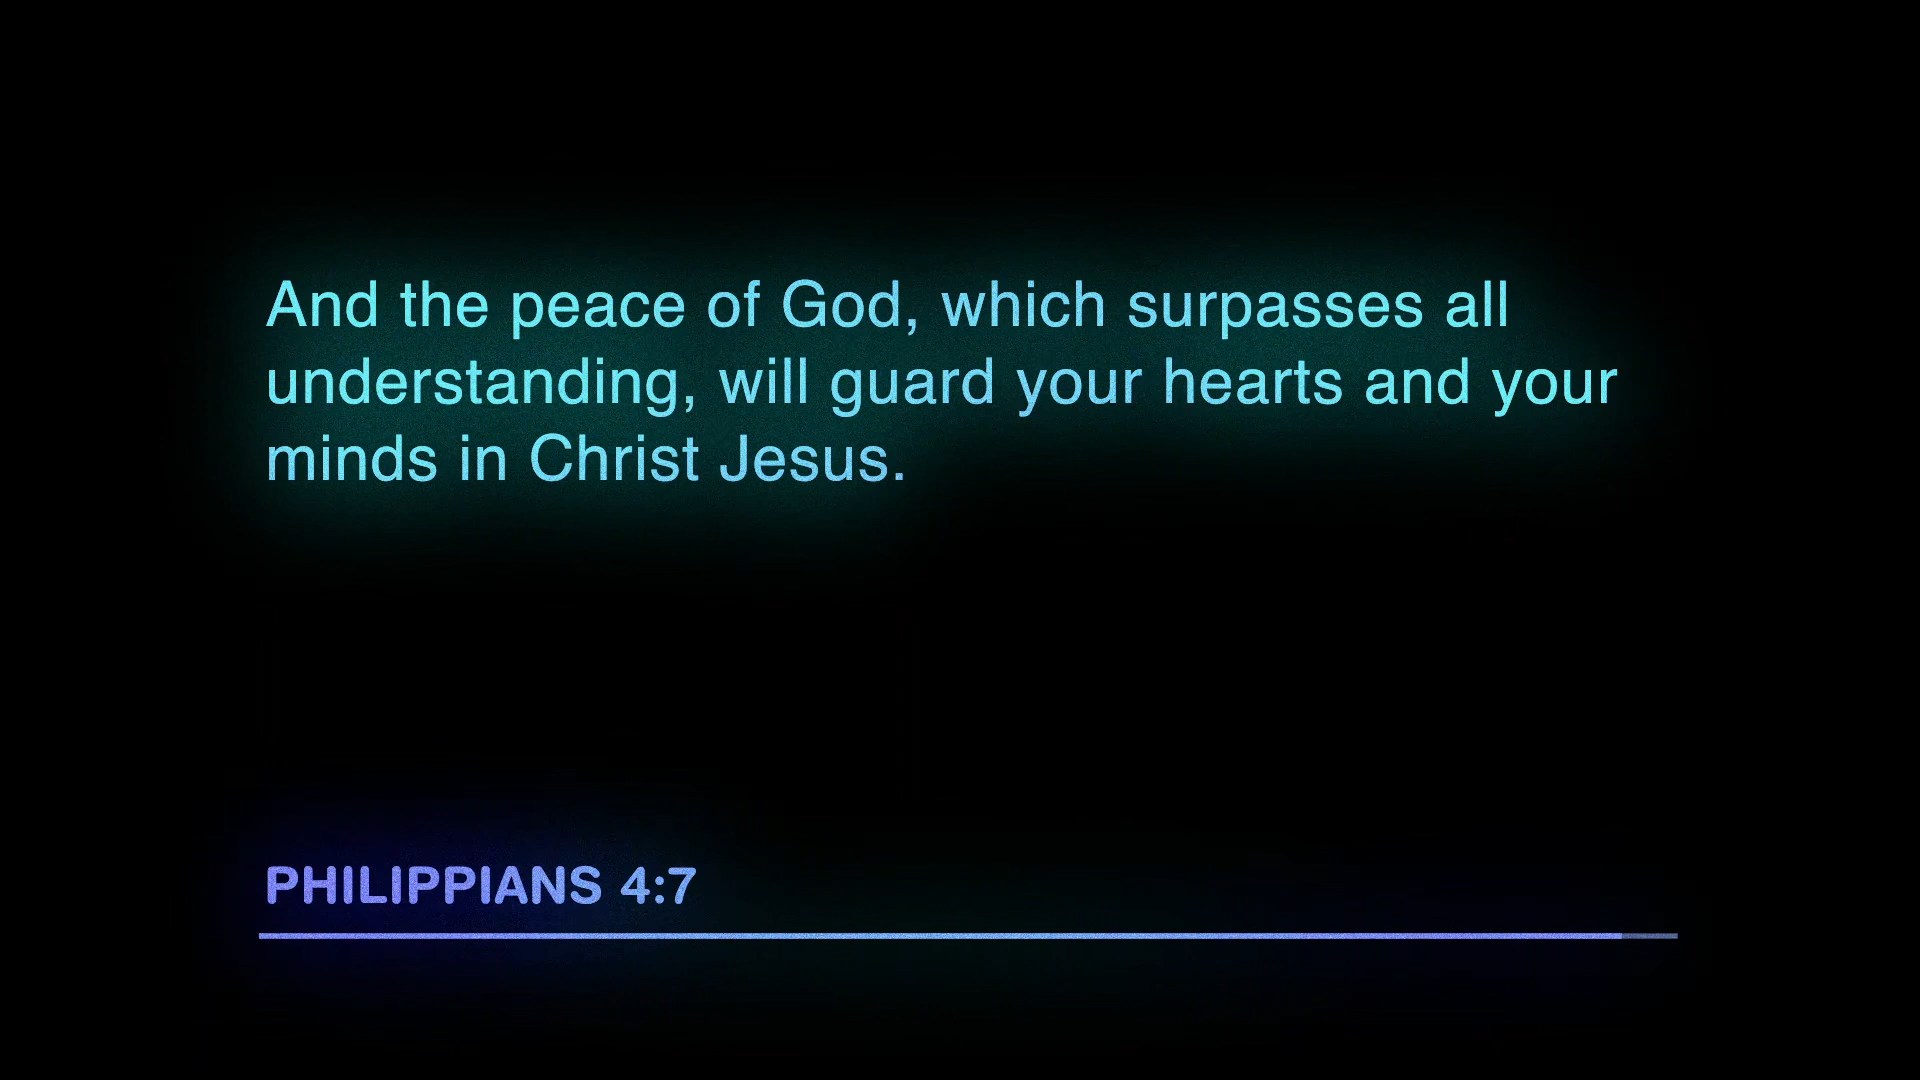 And the peace of God, which surpasses all
understanding, will guard your hearts and your
minds in Christ Jesus.
PHILIPPIANS 4:7